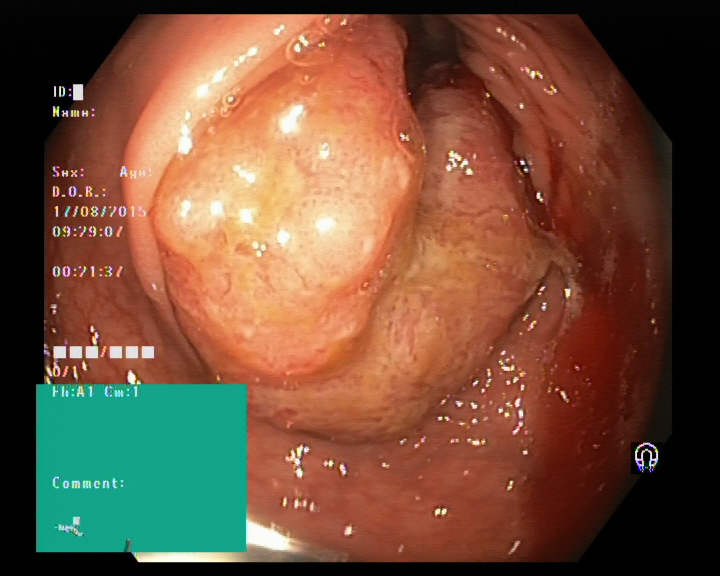 ID:
Name:
Sex: Age:
D.O.B.:
17/08/2015
09:29:07
00:21:37
0/1
Eh:A1 Cm:1
Comment: